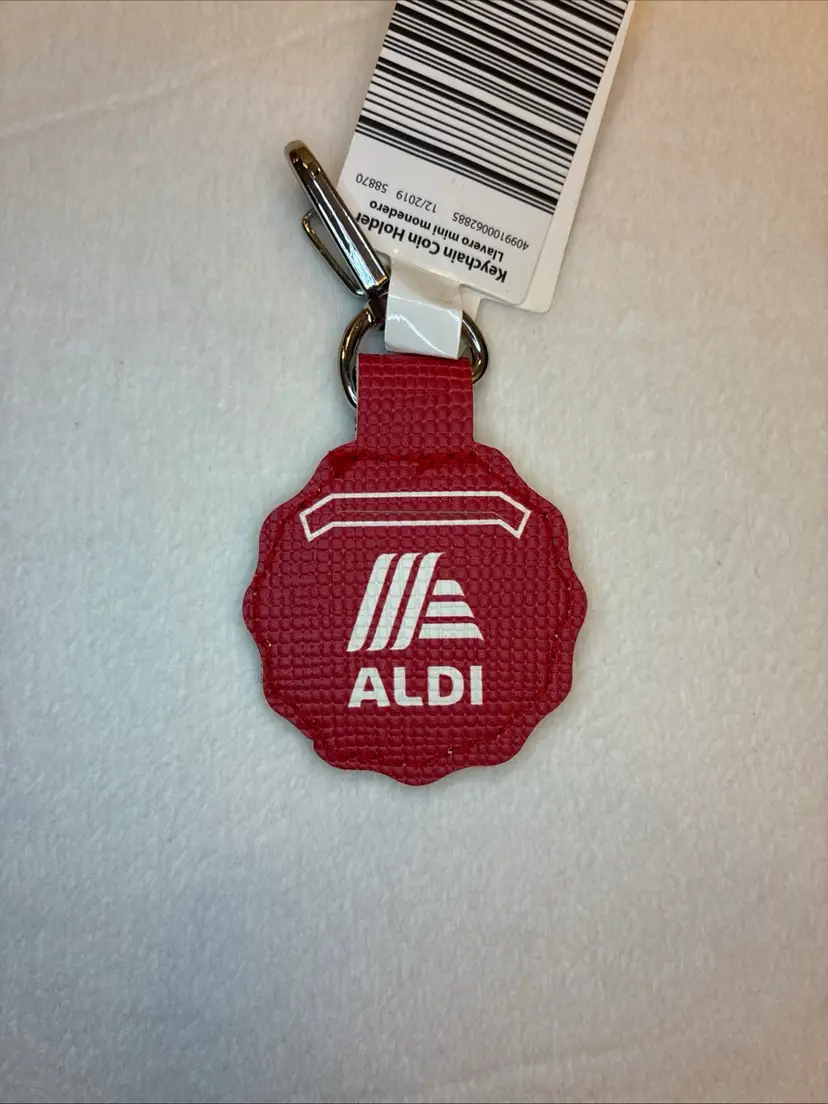 Keychain Coin Holder
Llavero mini monedero
4099100062885 12/2019 58870
ALDI